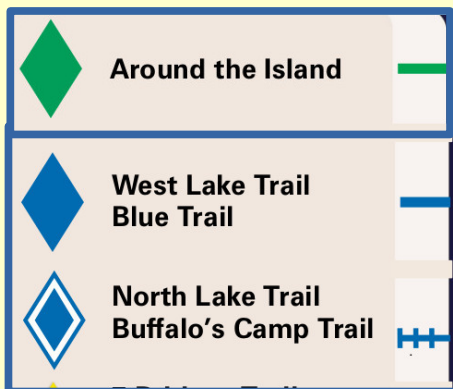 Around the Island
West Lake Trail
Blue Trail
North Lake Trail
Buffalo's Camp Trail